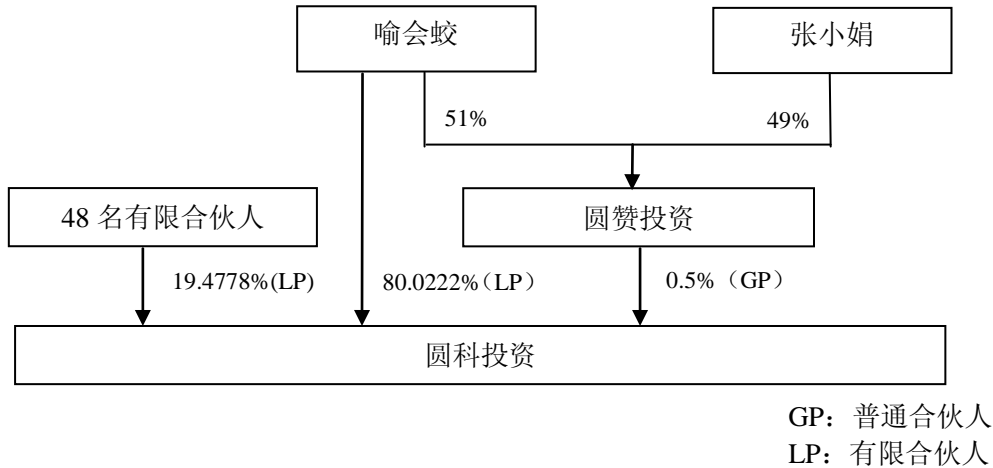 喻会蛟
张小娟
51%
49%
48 名有限合伙人
圆赞投资
19.4778%(LP)
80.0222%（LP）
0.5%（GP）
圆科投资
GP：普通合伙人
LP：有限合伙人